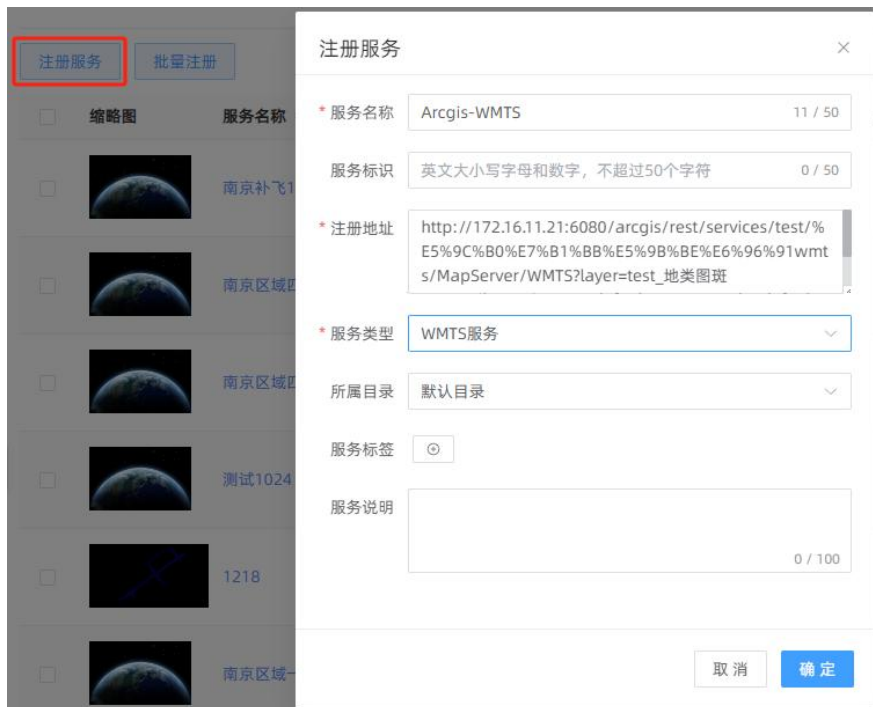 注册服务
批量注册
缩略图
服务名称
南京补飞1
南京区域四
南京区域四
测试1024
1218
南京区域一
注册服务
* 服务名称
Arcgis-WMTS
11 / 50
服务标识
英文大小写字母和数字，不超过50个字符
0 / 50
* 注册地址
http://172.16.11.21:6080/arcgis/rest/services/test/%
E5%9C%B0%E7%B1%BB%E5%9B%BE%E6%96%91wmt
s/MapServer/WMTS?layer=test_地类图斑
* 服务类型
WMTS服务
所属目录
默认目录
服务标签
服务说明
0 / 100
取消
确定